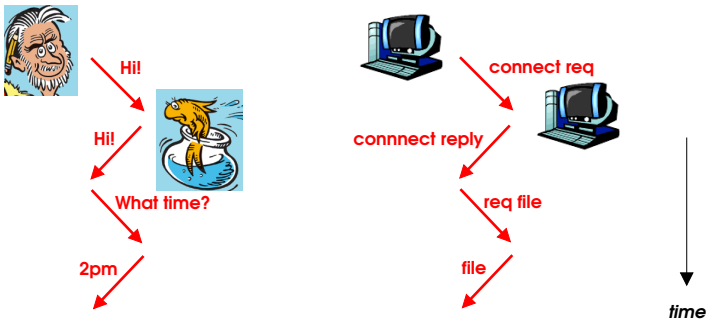 Hi!
connect req
Hi!
connnect reply
What time?
req file
2pm
file
time